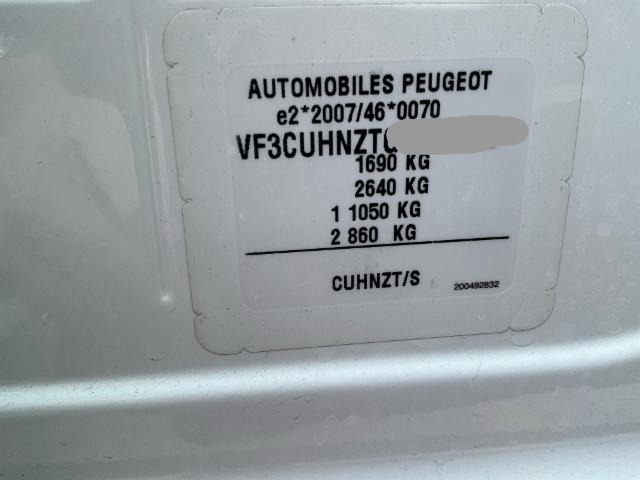 AUTOMOBILES PEUGEOT
e2*2007/46*0070
VF3CUHNZT
1690 KG
2640 KG
1 1050 KG
2 860 KG
CUHNZT/S
200492832